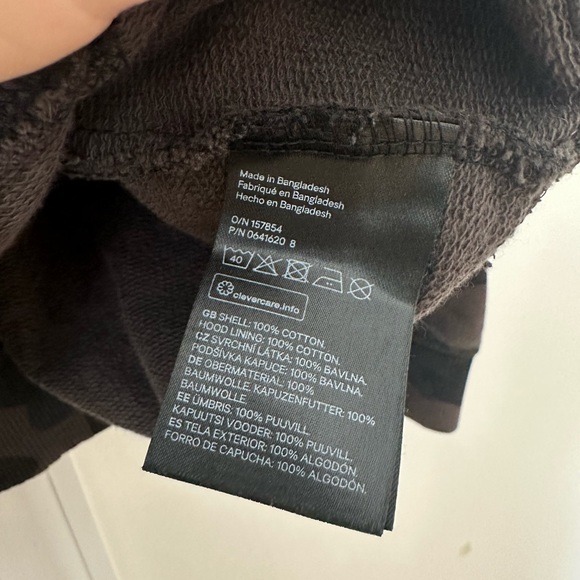 Made in Bangladesh
Fabriqué en Bangladesh
Hecho en Bangladesh
O/N 157854
P/N 0641620 8
40
clevercare.info
GB SHELL: 100% COTTON.
HOOD LINING: 100% COTTON.
CZ SVRCHNÍ LÁTKA: 100% BAVLNA.
PODŠÍVKA KAPUCE: 100% BAVLNA.
DE OBERMATERIAL: 100%
BAUMWOLLE. KAPUZENFUTTER: 100%
BAUMWOLLE
EE ÜMBRIS: 100% PUUVILL.
KAPUUTSI VOODER: 100% PUUVILL.
ES TELA EXTERIOR: 100% ALGODÓN.
FORRO DE CAPUCHA: 100% ALGODÓN.